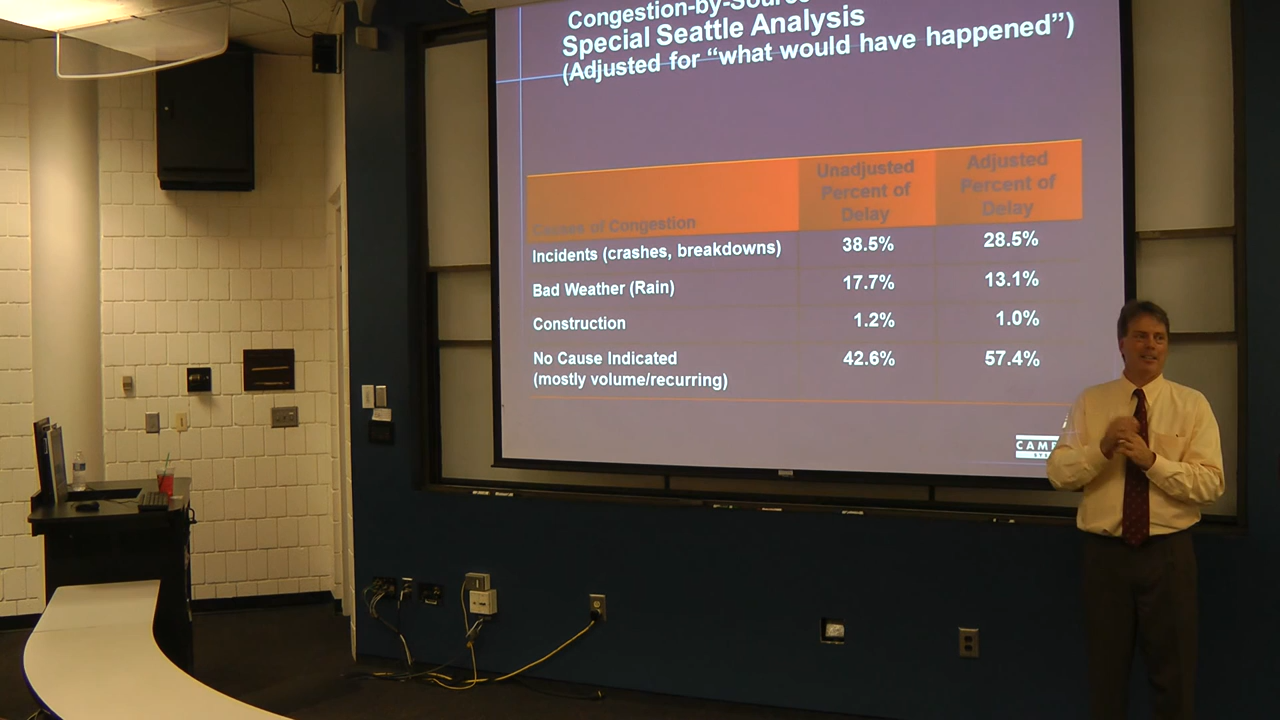 Congestion-by-Source
Special Seattle Analysis
(Adjusted for “what would have happened”)
Causes of Congestion
Unadjusted
Percent of
Delay
Adjusted
Percent of
Delay
Incidents (crashes, breakdowns) 38.5% 28.5%
Bad Weather (Rain) 17.7% 13.1%
Construction 1.2% 1.0%
No Cause Indicated 42.6% 57.4%
(mostly volume/recurring)